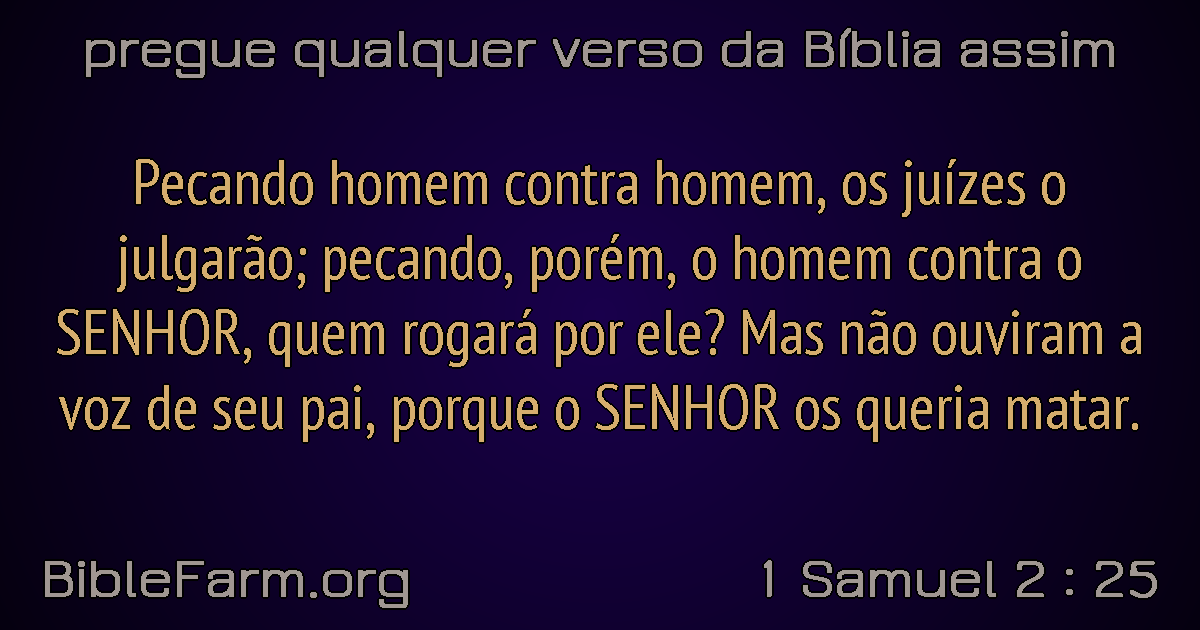 pregue qualquer verso da Bíblia assim
Pecando homem contra homem, os juízes o
julgarão; pecando, porém, o homem contra o
SENHOR, quem rogará por ele? Mas não ouviram a
voz de seu pai, porque o SENHOR os queria matar.
BibleFarm.org
1 Samuel 2 : 25